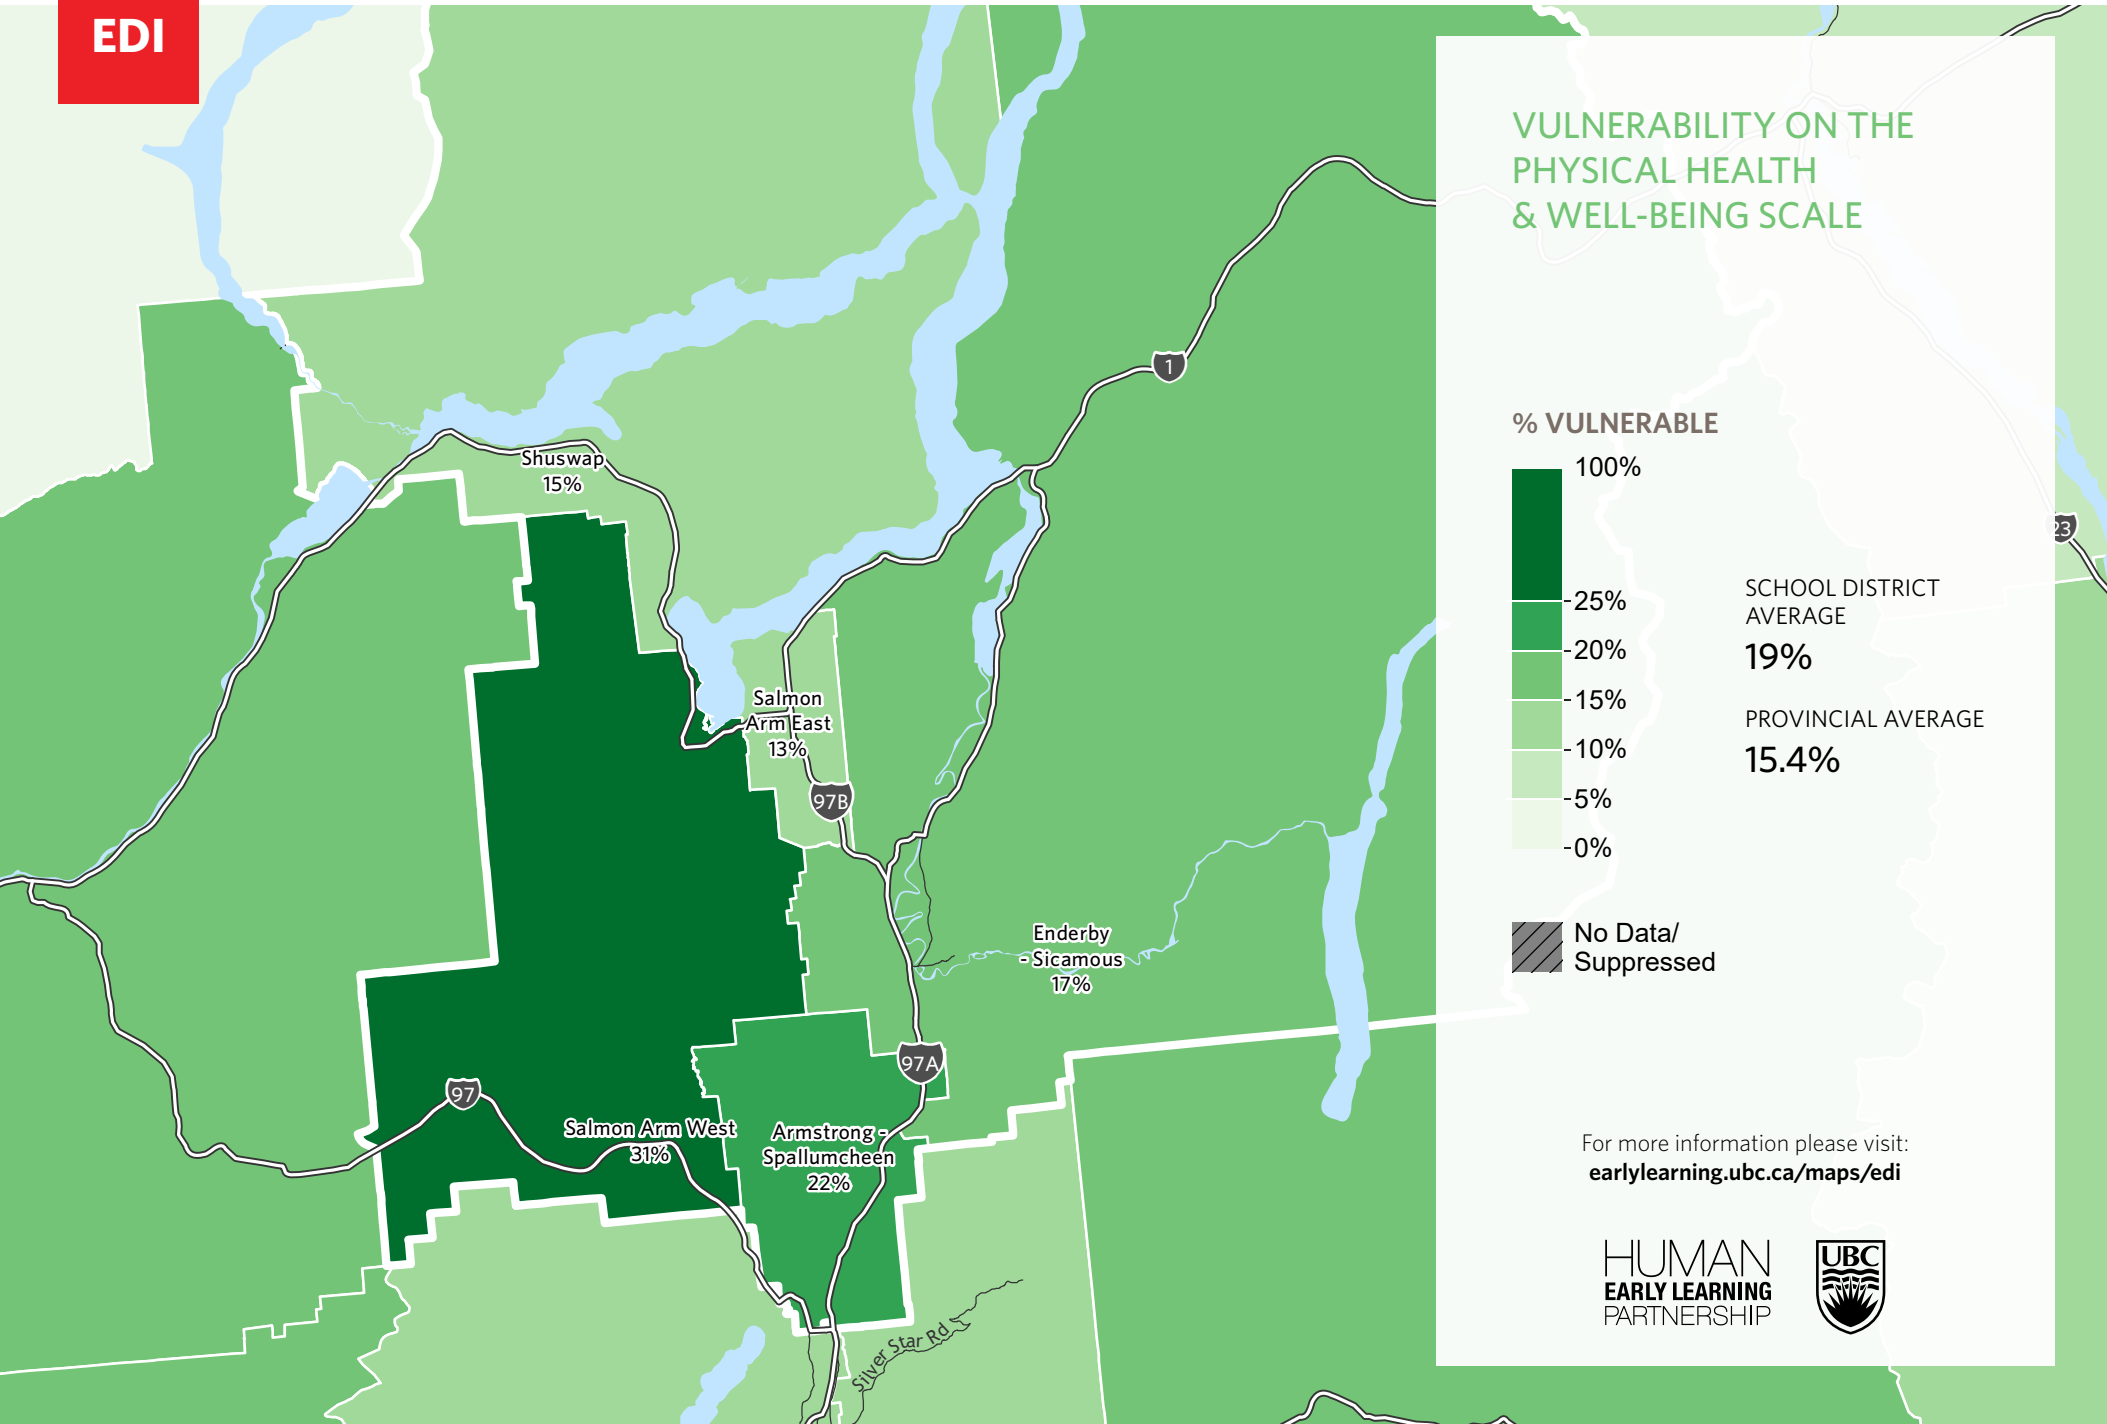 EDI
VULNERABILITY ON THE
PHYSICAL HEALTH
& WELL-BEING SCALE
% VULNERABLE
100%
25%
20%
15%
10%
5%
0%
SCHOOL DISTRICT
AVERAGE
19%
PROVINCIAL AVERAGE
15.4%
No Data/
Suppressed
For more information please visit:
earlylearning.ubc.ca/maps/edi
HUMAN
EARLY LEARNING
PARTNERSHIP
UBC
1
23
Shuswap
15%
Salmon
Arm East
13%
97B
Enderby
- Sicamous
17%
97A
97
Salmon Arm West
31%
Armstrong -
Spallumcheen
22%
Silver Star Rd